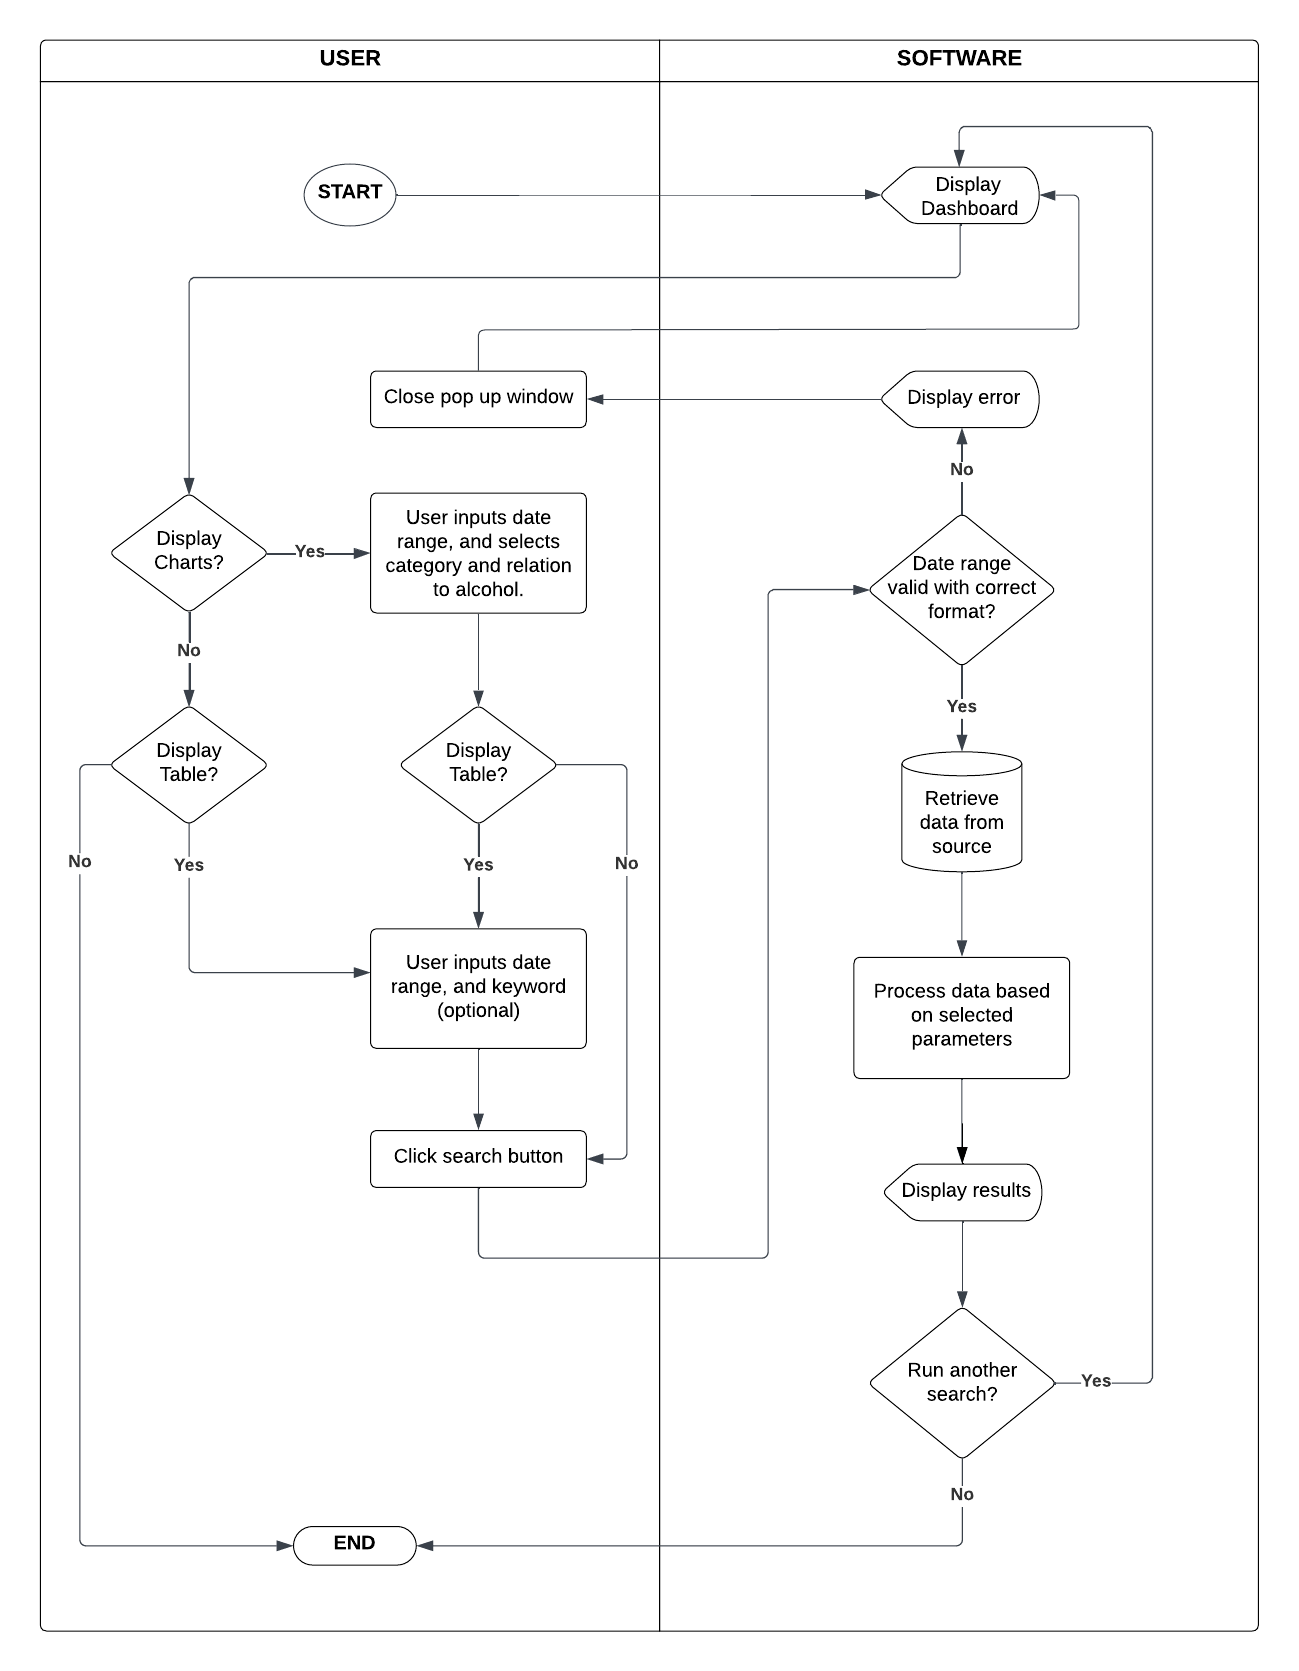 USER
SOFTWARE
START
Display
Dashboard
Close pop up window
Display error
No
Display
Charts?
Yes
User inputs date
range, and selects
category and relation
to alcohol.
Date range
valid with correct
format?
No
Yes
Display
Table?
Display
Table?
Retrieve
data from
source
No
Yes
Yes
No
User inputs date
range, and keyword
(optional)
Process data based
on selected
parameters
Click search button
Display results
Run another
search?
Yes
No
END